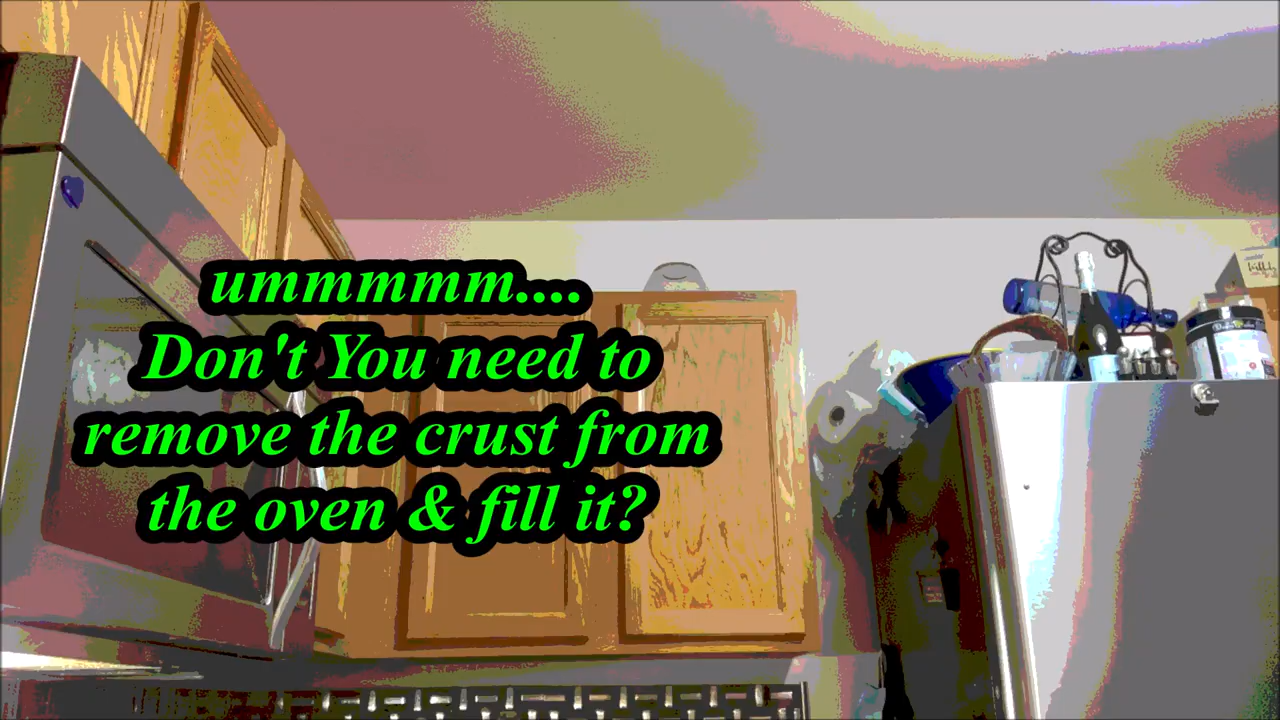 ummmmm....
Don't You need to
remove the crust from
the oven & fill it?